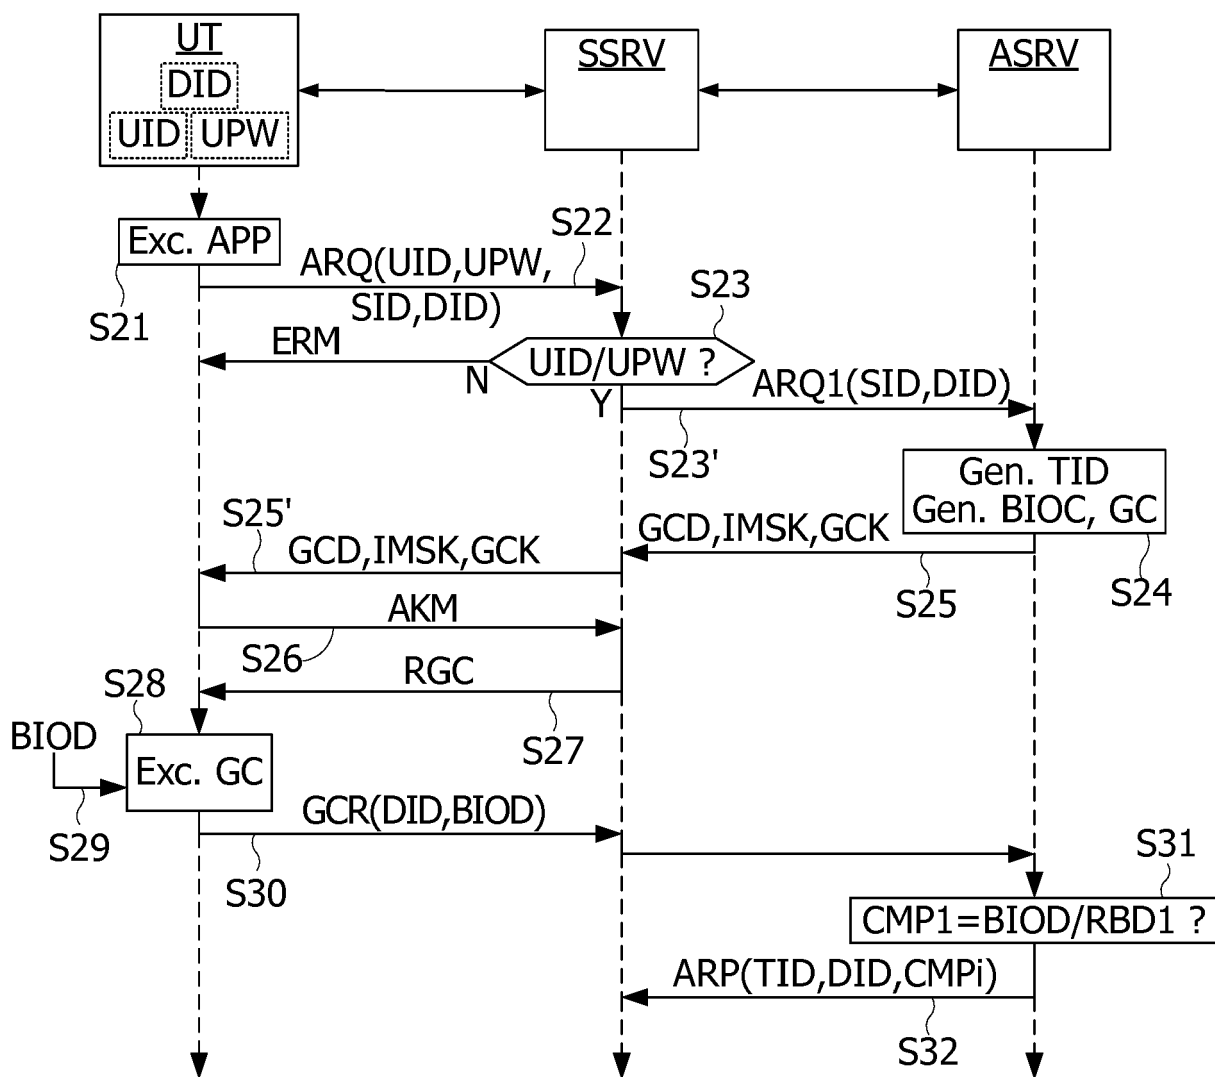 UT
DID
UID
UPW
SSRV
ASRV
Exc. APP
S21
ARQ(UID,UPW,
SID,DID)
S22
S23
ERM
N
UID/UPW ?
Y
ARQ1(SID,DID)
S23'
Gen. TID
Gen. BIOC, GC
S24
GCD,IMSK,GCK
S25
S25'
GCD,IMSK,GCK
AKM
S26
RGC
S27
S28
BIOD
Exc. GC
S29
GCR(DID,BIOD)
S30
S31
CMP1=BIOD/RBD1 ?
ARP(TID,DID,CMPi)
S32